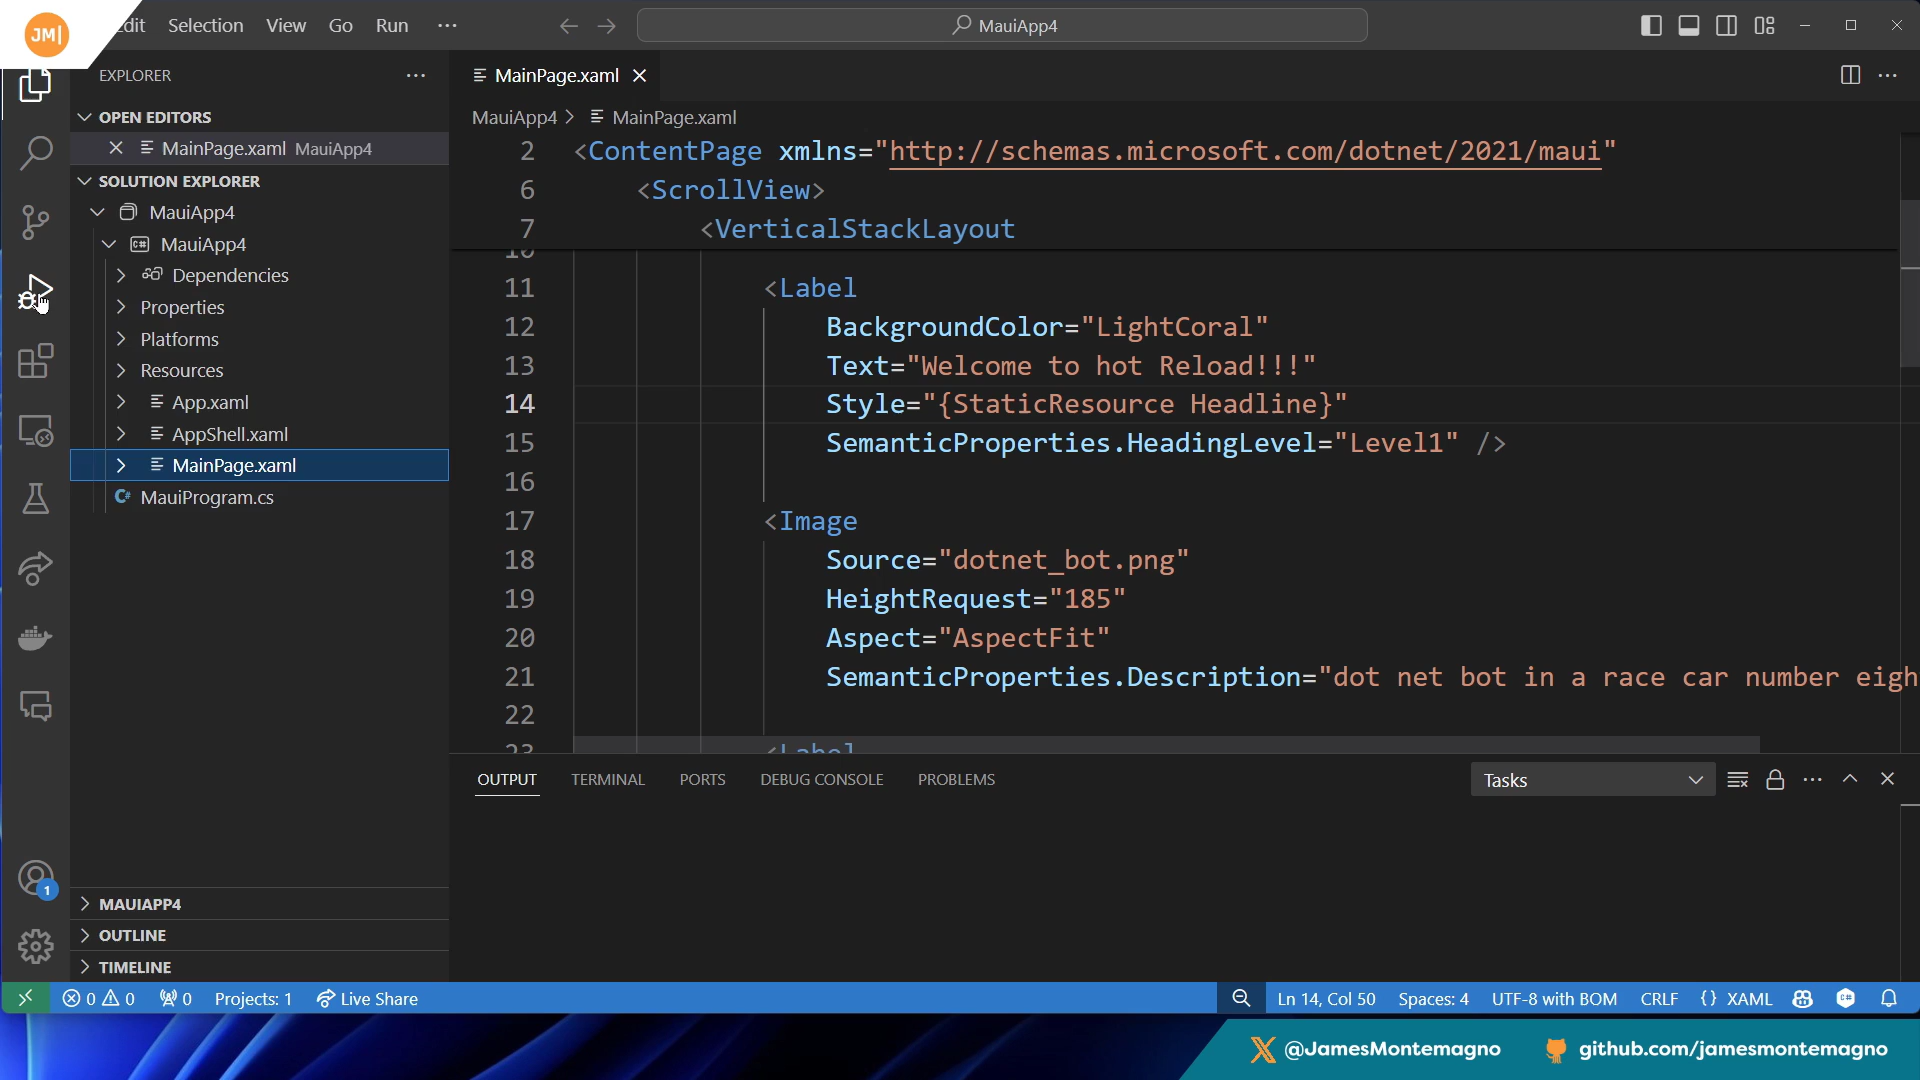 JM|
dit Selection View Go Run ···
MauiApp4
EXPLORER
OPEN EDITORS
MainPage.xaml MauiApp4
SOLUTION EXPLORER
MauiApp4
MauiApp4
Dependencies
Properties
Platforms
Resources
App.xaml
AppShell.xaml
MainPage.xaml
C# MauiProgram.cs
MAUIAPP4
OUTLINE
TIMELINE
1
MainPage.xaml
MauiApp4 > MainPage.xaml
2 <ContentPage xmlns="http://schemas.microsoft.com/dotnet/2021/maui"
6 <ScrollView>
7 <VerticalStackLayout
10
11 <Label
12 BackgroundColor="LightCoral"
13 Text="Welcome to hot Reload!!!"
14 Style="{StaticResource Headline}"
15 SemanticProperties.HeadingLevel="Level1" />
16
17 <Image
18 Source="dotnet_bot.png"
19 HeightRequest="185"
20 Aspect="AspectFit"
21 SemanticProperties.Description="dot net bot in a race car number eigh
22
23 <Label
OUTPUT TERMINAL PORTS DEBUG CONSOLE PROBLEMS
Tasks
0 0 0 Projects: 1 Live Share
Ln 14, Col 50 Spaces: 4 UTF-8 with BOM CRLF {} XAML
@JamesMontemagno github.com/jamesmontemagno